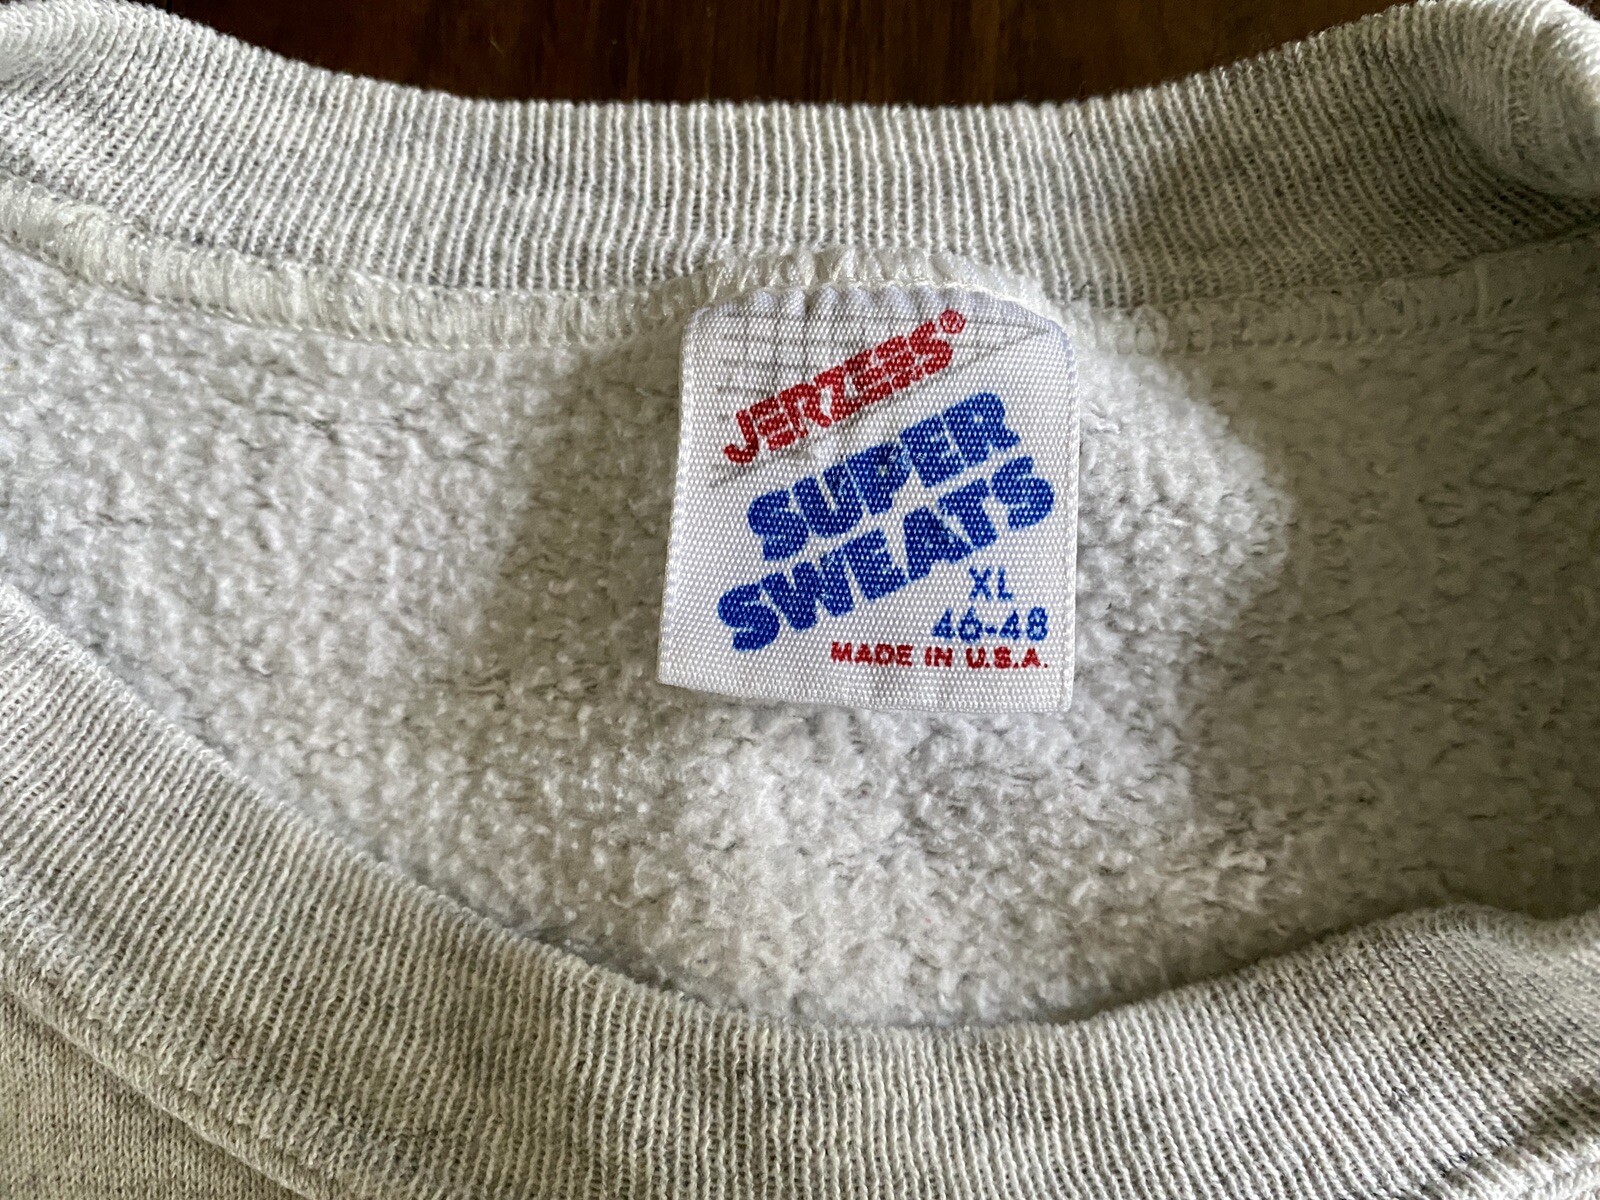 JERZEES®
SUPER
SWEATS
XL
46-48
MADE IN U.S.A.